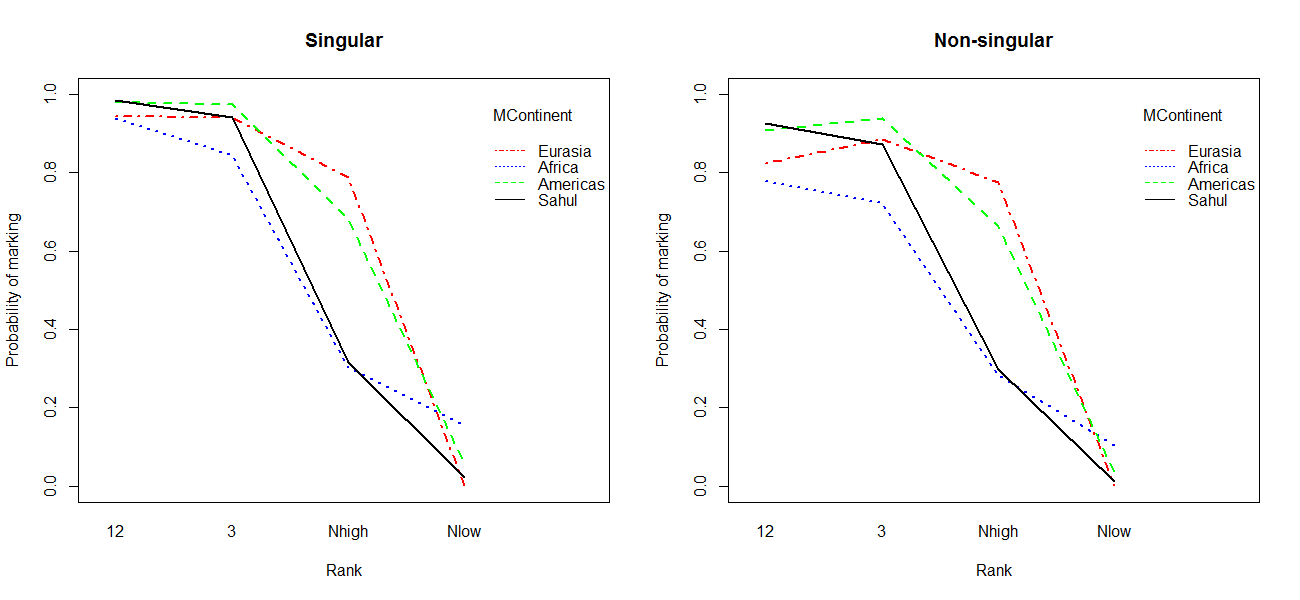 Singular
1.0
0.8
0.6
0.4
0.2
0.0
Probability of marking
MContinent
Eurasia
Africa
Americas
Sahul
12 3 Nhigh Nlow
Rank
Non-singular
1.0
0.8
0.6
0.4
0.2
0.0
Probability of marking
MContinent
Eurasia
Africa
Americas
Sahul
12 3 Nhigh Nlow
Rank